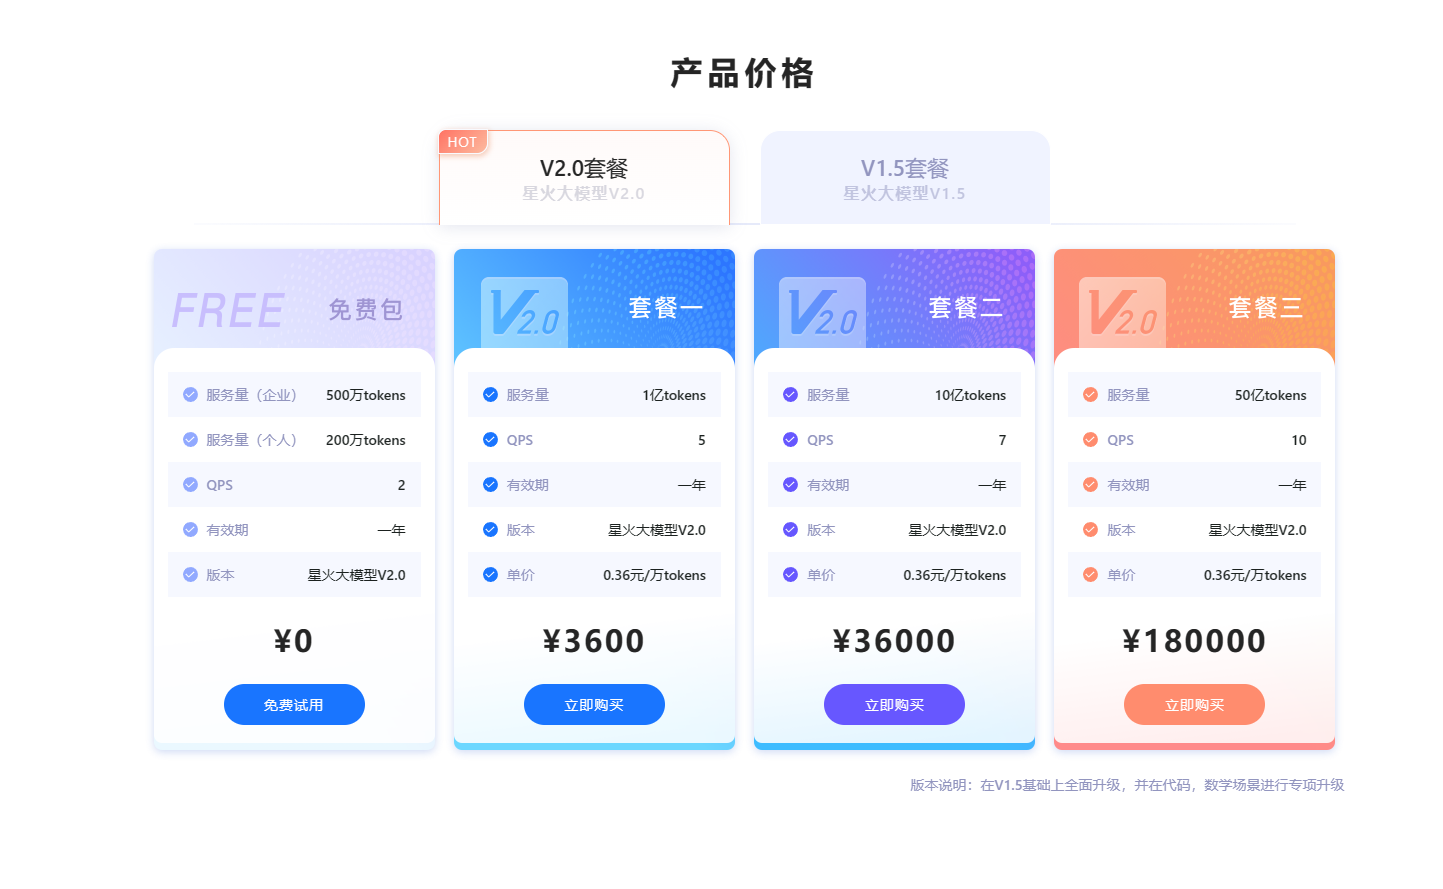 产品价格
HOT
V2.0套餐
星火大模型V2.0
V1.5套餐
星火大模型V1.5
FREE 免费包
服务量（企业） 500万tokens
服务量（个人） 200万tokens
QPS 2
有效期 一年
版本 星火大模型V2.0
¥0
免费试用
V2.0 套餐一
服务量 1亿tokens
QPS 5
有效期 一年
版本 星火大模型V2.0
单价 0.36元/万tokens
¥3600
立即购买
V2.0 套餐二
服务量 10亿tokens
QPS 7
有效期 一年
版本 星火大模型V2.0
单价 0.36元/万tokens
¥36000
立即购买
V2.0 套餐三
服务量 50亿tokens
QPS 10
有效期 一年
版本 星火大模型V2.0
单价 0.36元/万tokens
¥180000
立即购买
版本说明：在V1.5基础上全面升级，并在代码，数学场景进行专项升级